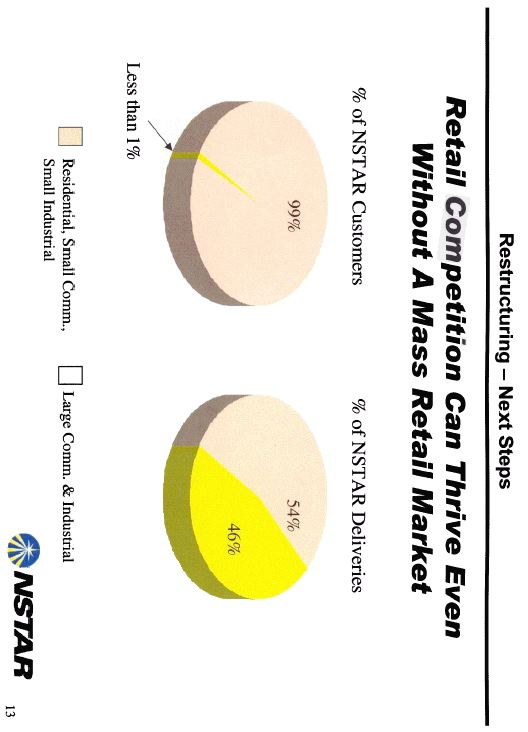 Restructuring – Next Steps
Retail Competition Can Thrive Even
Without A Mass Retail Market
% of NSTAR Customers
99%
Less than 1%
% of NSTAR Deliveries
54%
46%
Residential, Small Comm.,
Small Industrial
Large Comm. & Industrial
NSTAR
13